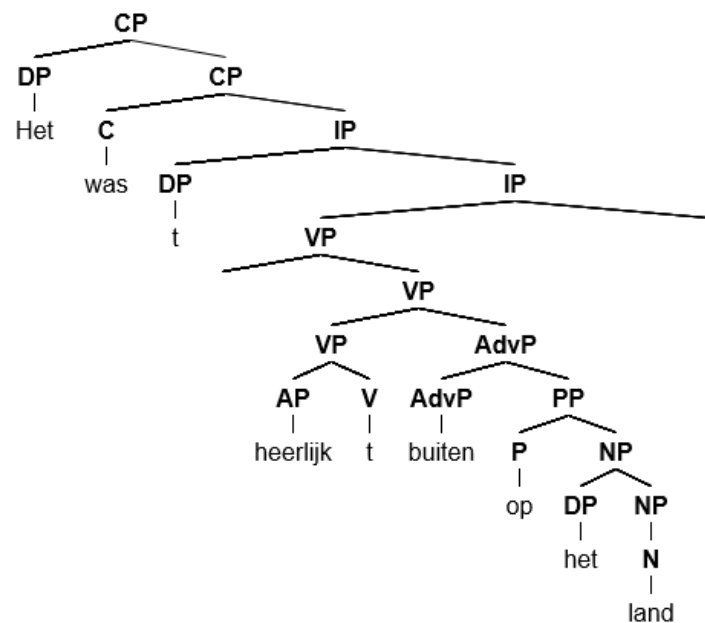 CP
DP CP
Het C IP
was DP IP
t VP
VP
VP AdvP
AP V AdvP PP
heerlijk t buiten P NP
op DP NP
het N
land